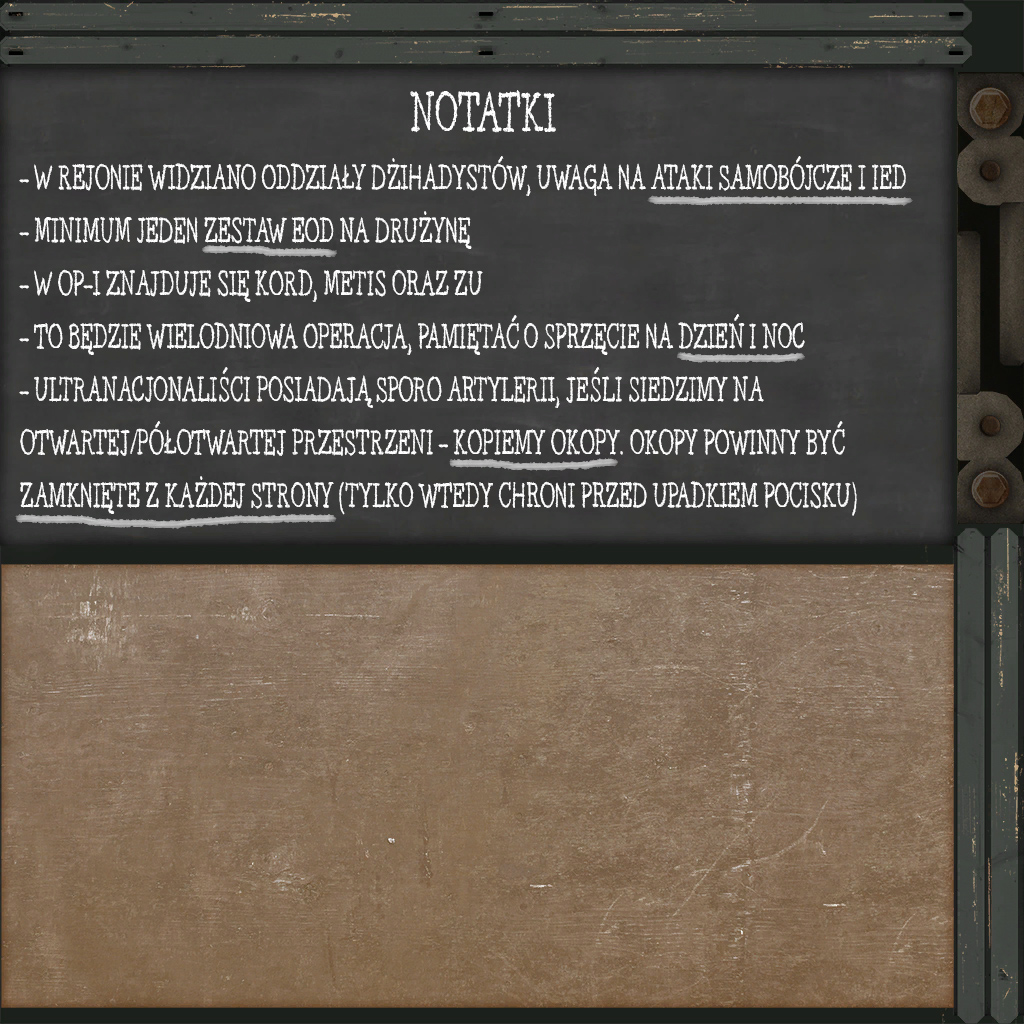 NOTATKI
- W REJONIE WIDZIANO ODDZIAŁY DŻIHADYSTÓW, UWAGA NA ATAKI SAMOBÓJCZE I IED
- MINIMUM JEDEN ZESTAW EOD NA DRUŻYNĘ
- W OP-I ZNAJDUJE SIĘ KORD, METIS ORAZ ZU
- TO BĘDZIE WIELODNIOWA OPERACJA, PAMIĘTAĆ O SPRZĘCIE NA DZIEŃ I NOC
- ULTRANACJONALIŚCI POSIADAJĄ SPORO ARTYLERII, JEŚLI SIEDZIMY NA
OTWARTEJ/PÓŁOTWARTEJ PRZESTRZENI - KOPIEMY OKOPY. OKOPY POWINNY BYĆ
ZAMKNIĘTE Z KAŻDEJ STRONY (TYLKO WTEDY CHRONI PRZED UPADKIEM POCISKU)